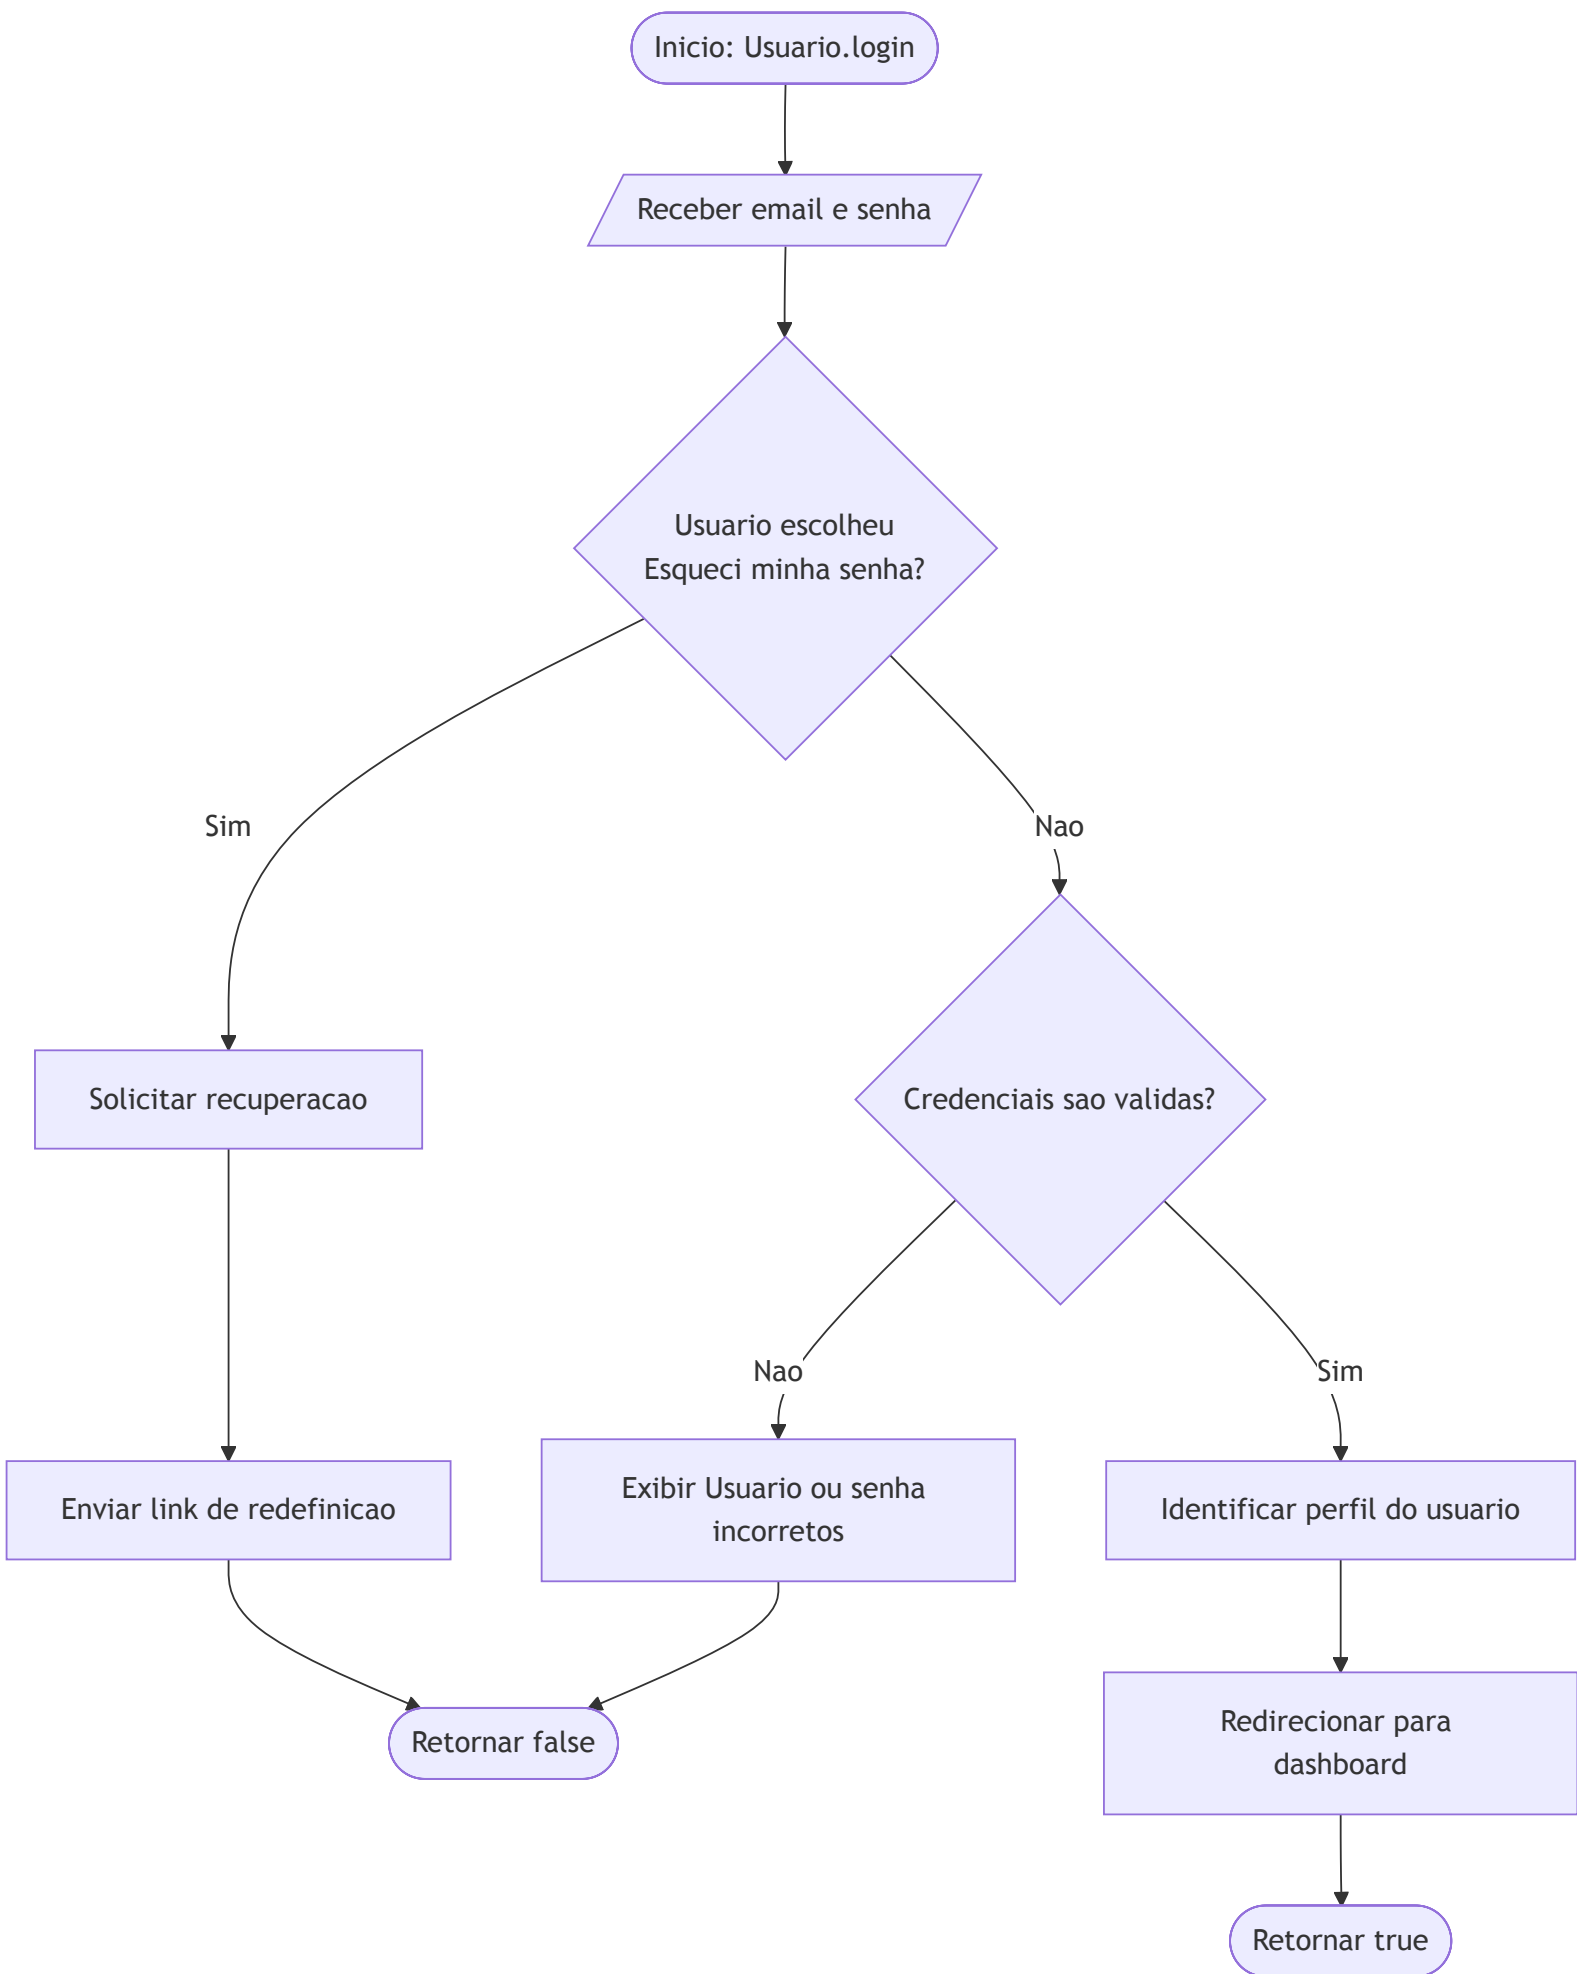 Inicio: Usuario.login
Receber email e senha
Usuario escolheu
Esqueci minha senha?
Sim
Nao
Solicitar recuperacao
Credenciais sao validas?
Nao
Sim
Enviar link de redefinicao
Exibir Usuario ou senha
incorretos
Identificar perfil do usuario
Retornar false
Redirecionar para
dashboard
Retornar true